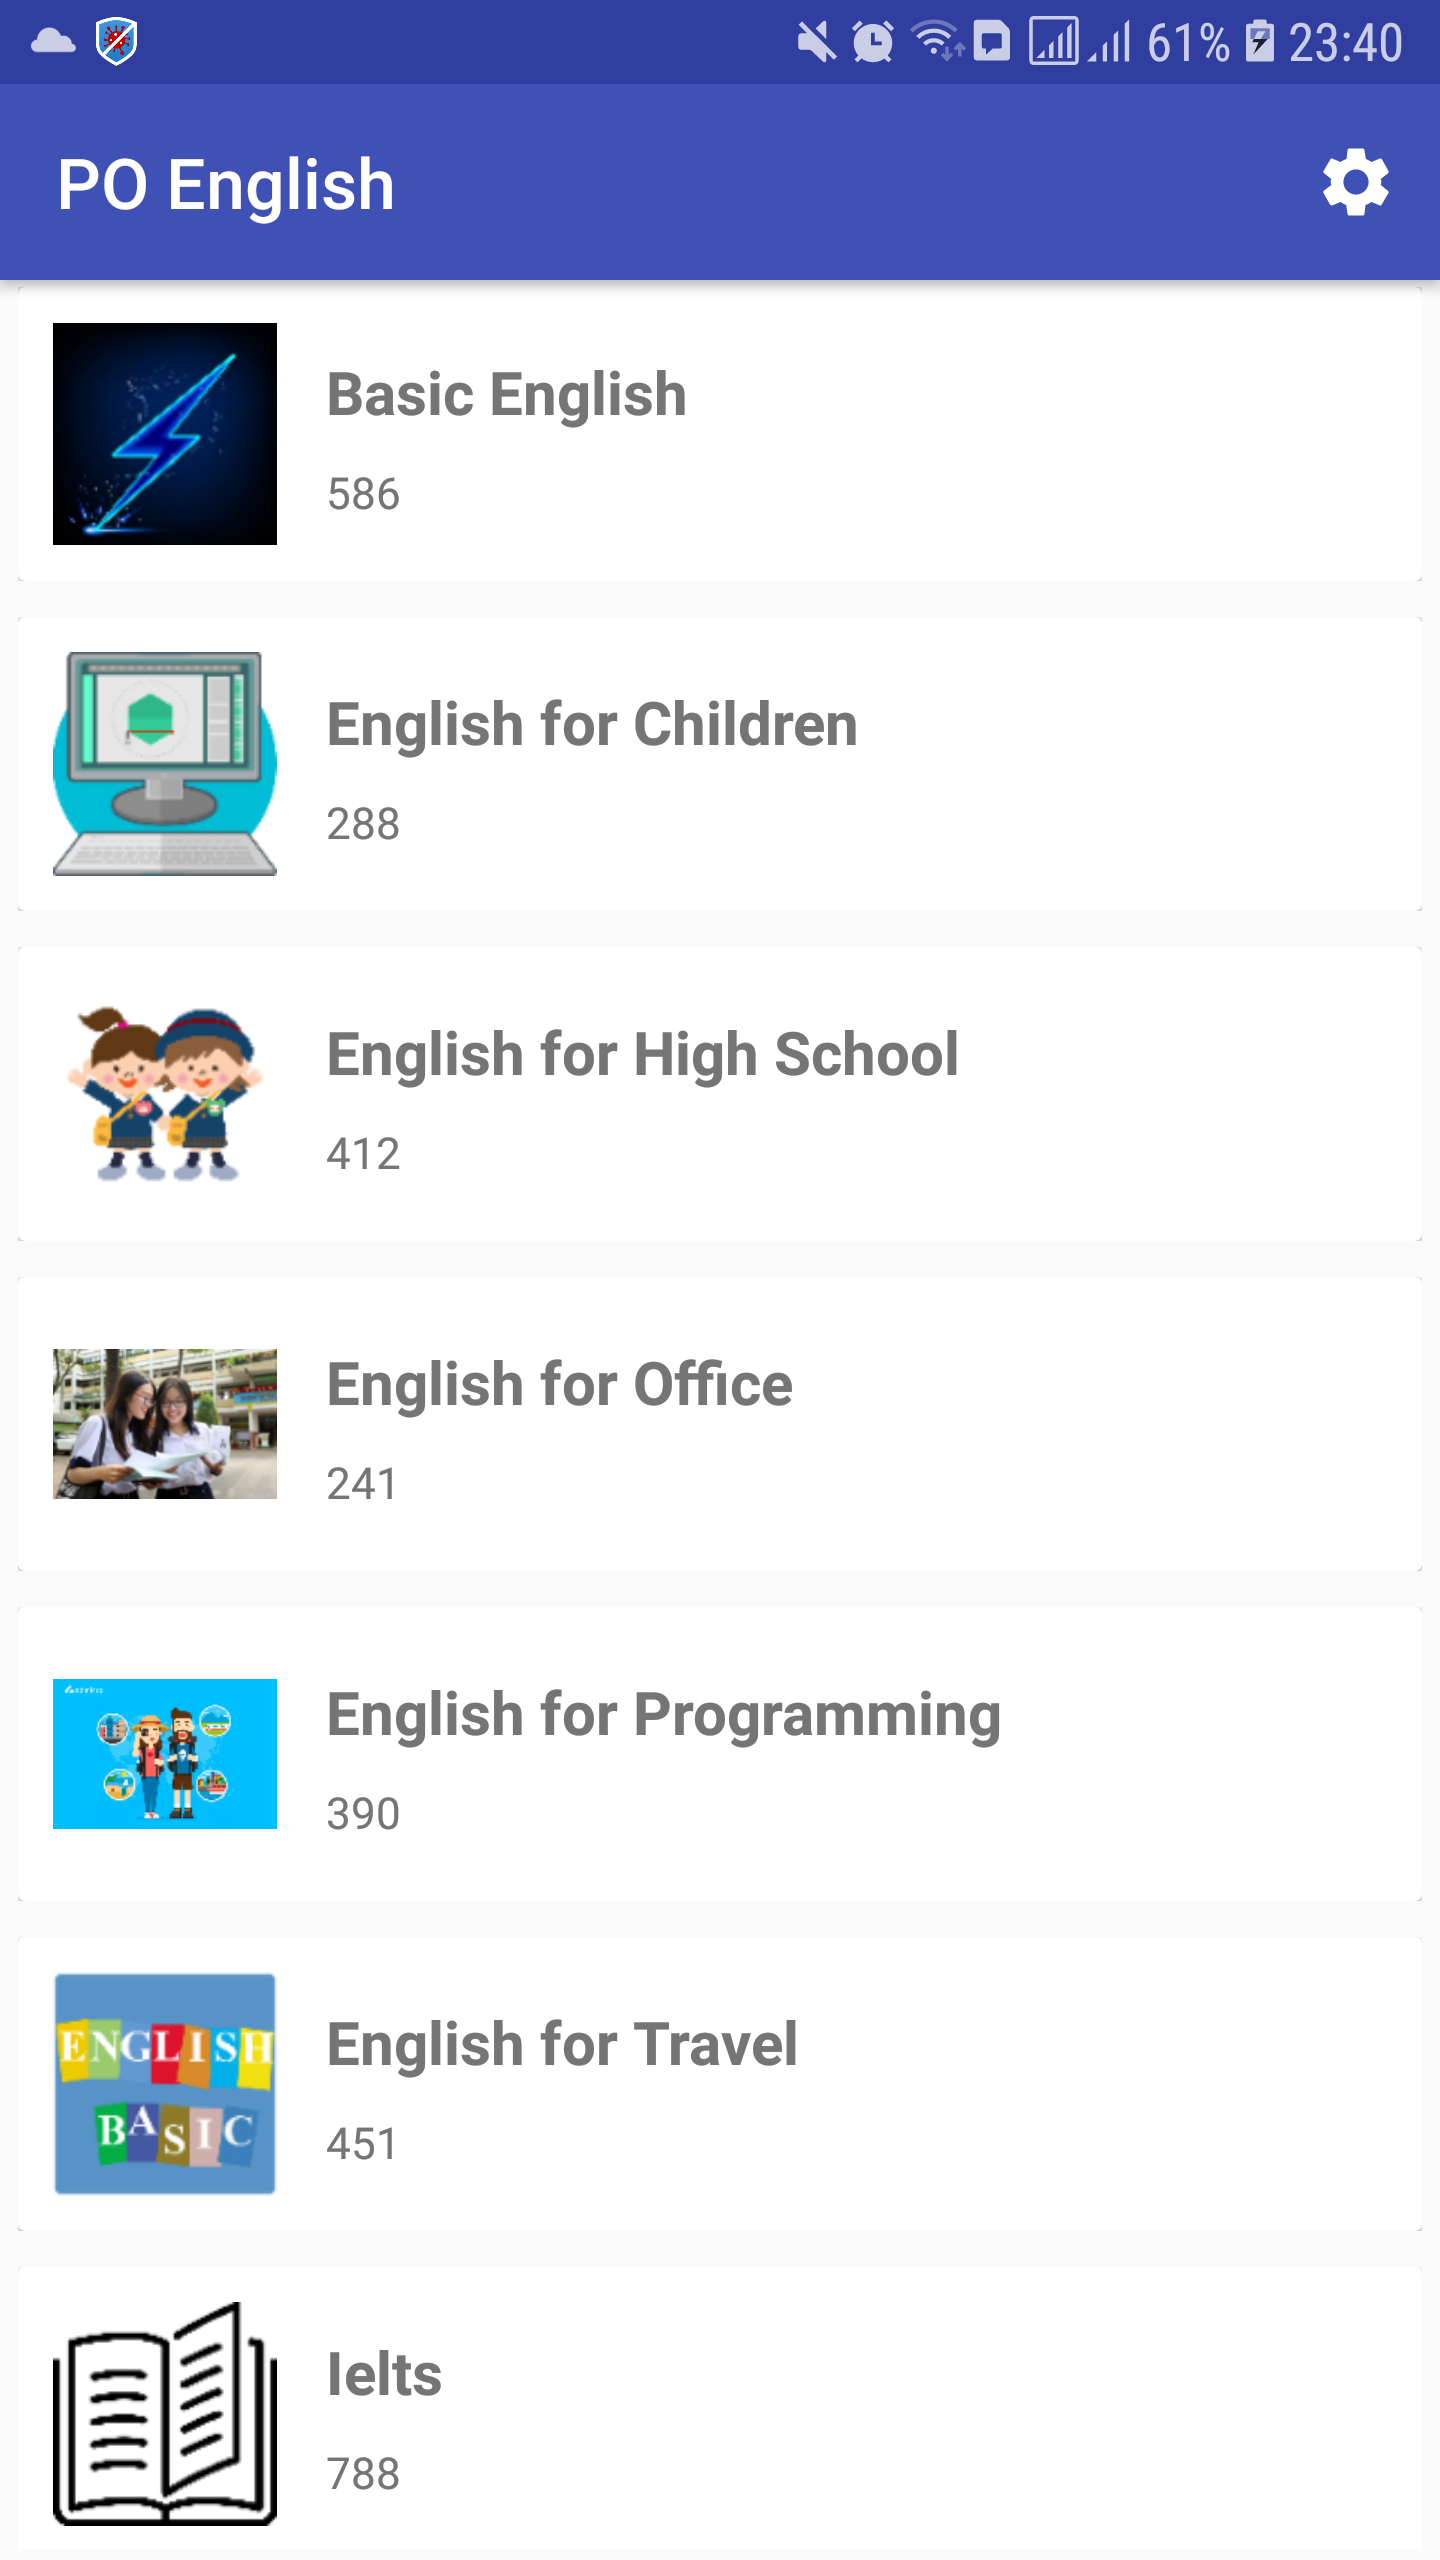 61% 23:40
PO English
Basic English
586
English for Children
288
English for High School
412
English for Office
241
English for Programming
390
ENGLISH
BASIC
English for Travel
451
Ielts
788